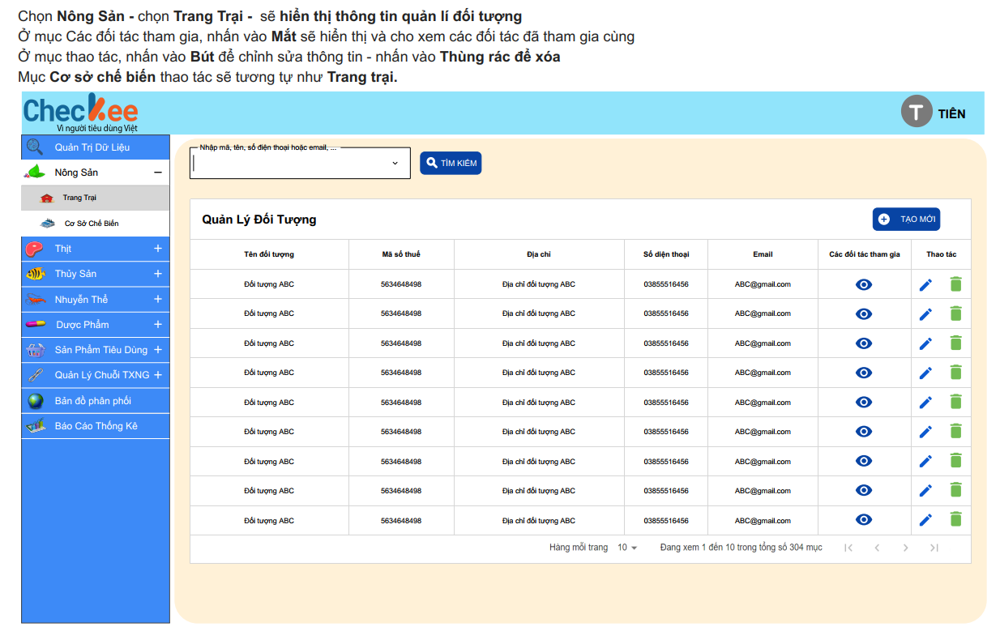 Chọn Nông Sản - chọn Trang Trại - sẽ hiển thị thông tin quản lí đối tượng
Ở mục Các đối tác tham gia, nhấn vào Mắt sẽ hiển thị và cho xem các đối tác đã tham gia cùng
Ở mục thao tác, nhấn vào Bút để chỉnh sửa thông tin - nhấn vào Thùng rác để xóa
Mục Cơ sở chế biến thao tác sẽ tương tự như Trang trại.
Checkee
Vì người tiêu dùng Việt
T TIÊN
Quản Trị Dữ Liệu
Nông Sản −
Trang Trại
Cơ Sở Chế Biến
Thịt +
Thủy Sản +
Nhuyễn Thể +
Dược Phẩm +
Sản Phẩm Tiêu Dùng +
Quản Lý Chuỗi TXNG +
Bản đồ phân phối
Báo Cáo Thống Kê
Nhập mã, tên, số điện thoại hoặc email, ...
TÌM KIẾM
Quản Lý Đối Tượng
TẠO MỚI
Tên đối tượng Mã số thuế Địa chỉ Số điện thoại Email Các đối tác tham gia Thao tác
Đối tượng ABC 5634648498 Địa chỉ đối tượng ABC 03855516456 ABC@gmail.com
Đối tượng ABC 5634648498 Địa chỉ đối tượng ABC 03855516456 ABC@gmail.com
Đối tượng ABC 5634648498 Địa chỉ đối tượng ABC 03855516456 ABC@gmail.com
Đối tượng ABC 5634648498 Địa chỉ đối tượng ABC 03855516456 ABC@gmail.com
Đối tượng ABC 5634648498 Địa chỉ đối tượng ABC 03855516456 ABC@gmail.com
Đối tượng ABC 5634648498 Địa chỉ đối tượng ABC 03855516456 ABC@gmail.com
Đối tượng ABC 5634648498 Địa chỉ đối tượng ABC 03855516456 ABC@gmail.com
Đối tượng ABC 5634648498 Địa chỉ đối tượng ABC 03855516456 ABC@gmail.com
Đối tượng ABC 5634648498 Địa chỉ đối tượng ABC 03855516456 ABC@gmail.com
Hàng mỗi trang 10 Đang xem 1 đến 10 trong tổng số 304 mục